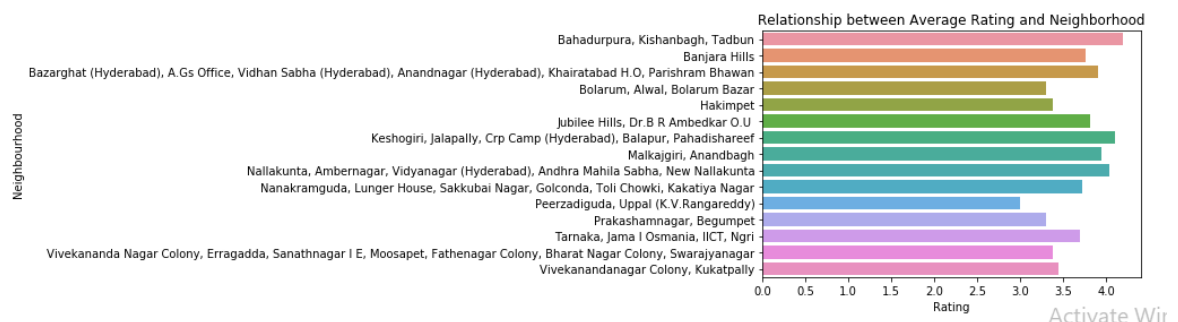 Relationship between Average Rating and Neighborhood
Neighbourhood
Bahadurpura, Kishanbagh, Tadbun
Banjara Hills
Bazarghat (Hyderabad), A.Gs Office, Vidhan Sabha (Hyderabad), Anandnagar (Hyderabad), Khairatabad H.O, Parishram Bhawan
Bolarum, Alwal, Bolarum Bazar
Hakimpet
Jubilee Hills, Dr.B R Ambedkar O.U
Keshogiri, Jalapally, Crp Camp (Hyderabad), Balapur, Pahadishareef
Malkajgiri, Anandbagh
Nallakunta, Ambernagar, Vidyanagar (Hyderabad), Andhra Mahila Sabha, New Nallakunta
Nanakramguda, Lunger House, Sakkubai Nagar, Golconda, Toli Chowki, Kakatiya Nagar
Peerzadiguda, Uppal (K.V.Rangareddy)
Prakashamnagar, Begumpet
Tarnaka, Jama I Osmania, IICT, Ngri
Vivekananda Nagar Colony, Erragadda, Sanathnagar I E, Moosapet, Fathenagar Colony, Bharat Nagar Colony, Swarajyanagar
Vivekanandanagar Colony, Kukatpally
0.0 0.5 1.0 1.5 2.0 2.5 3.0 3.5 4.0
Rating
Activate Wi